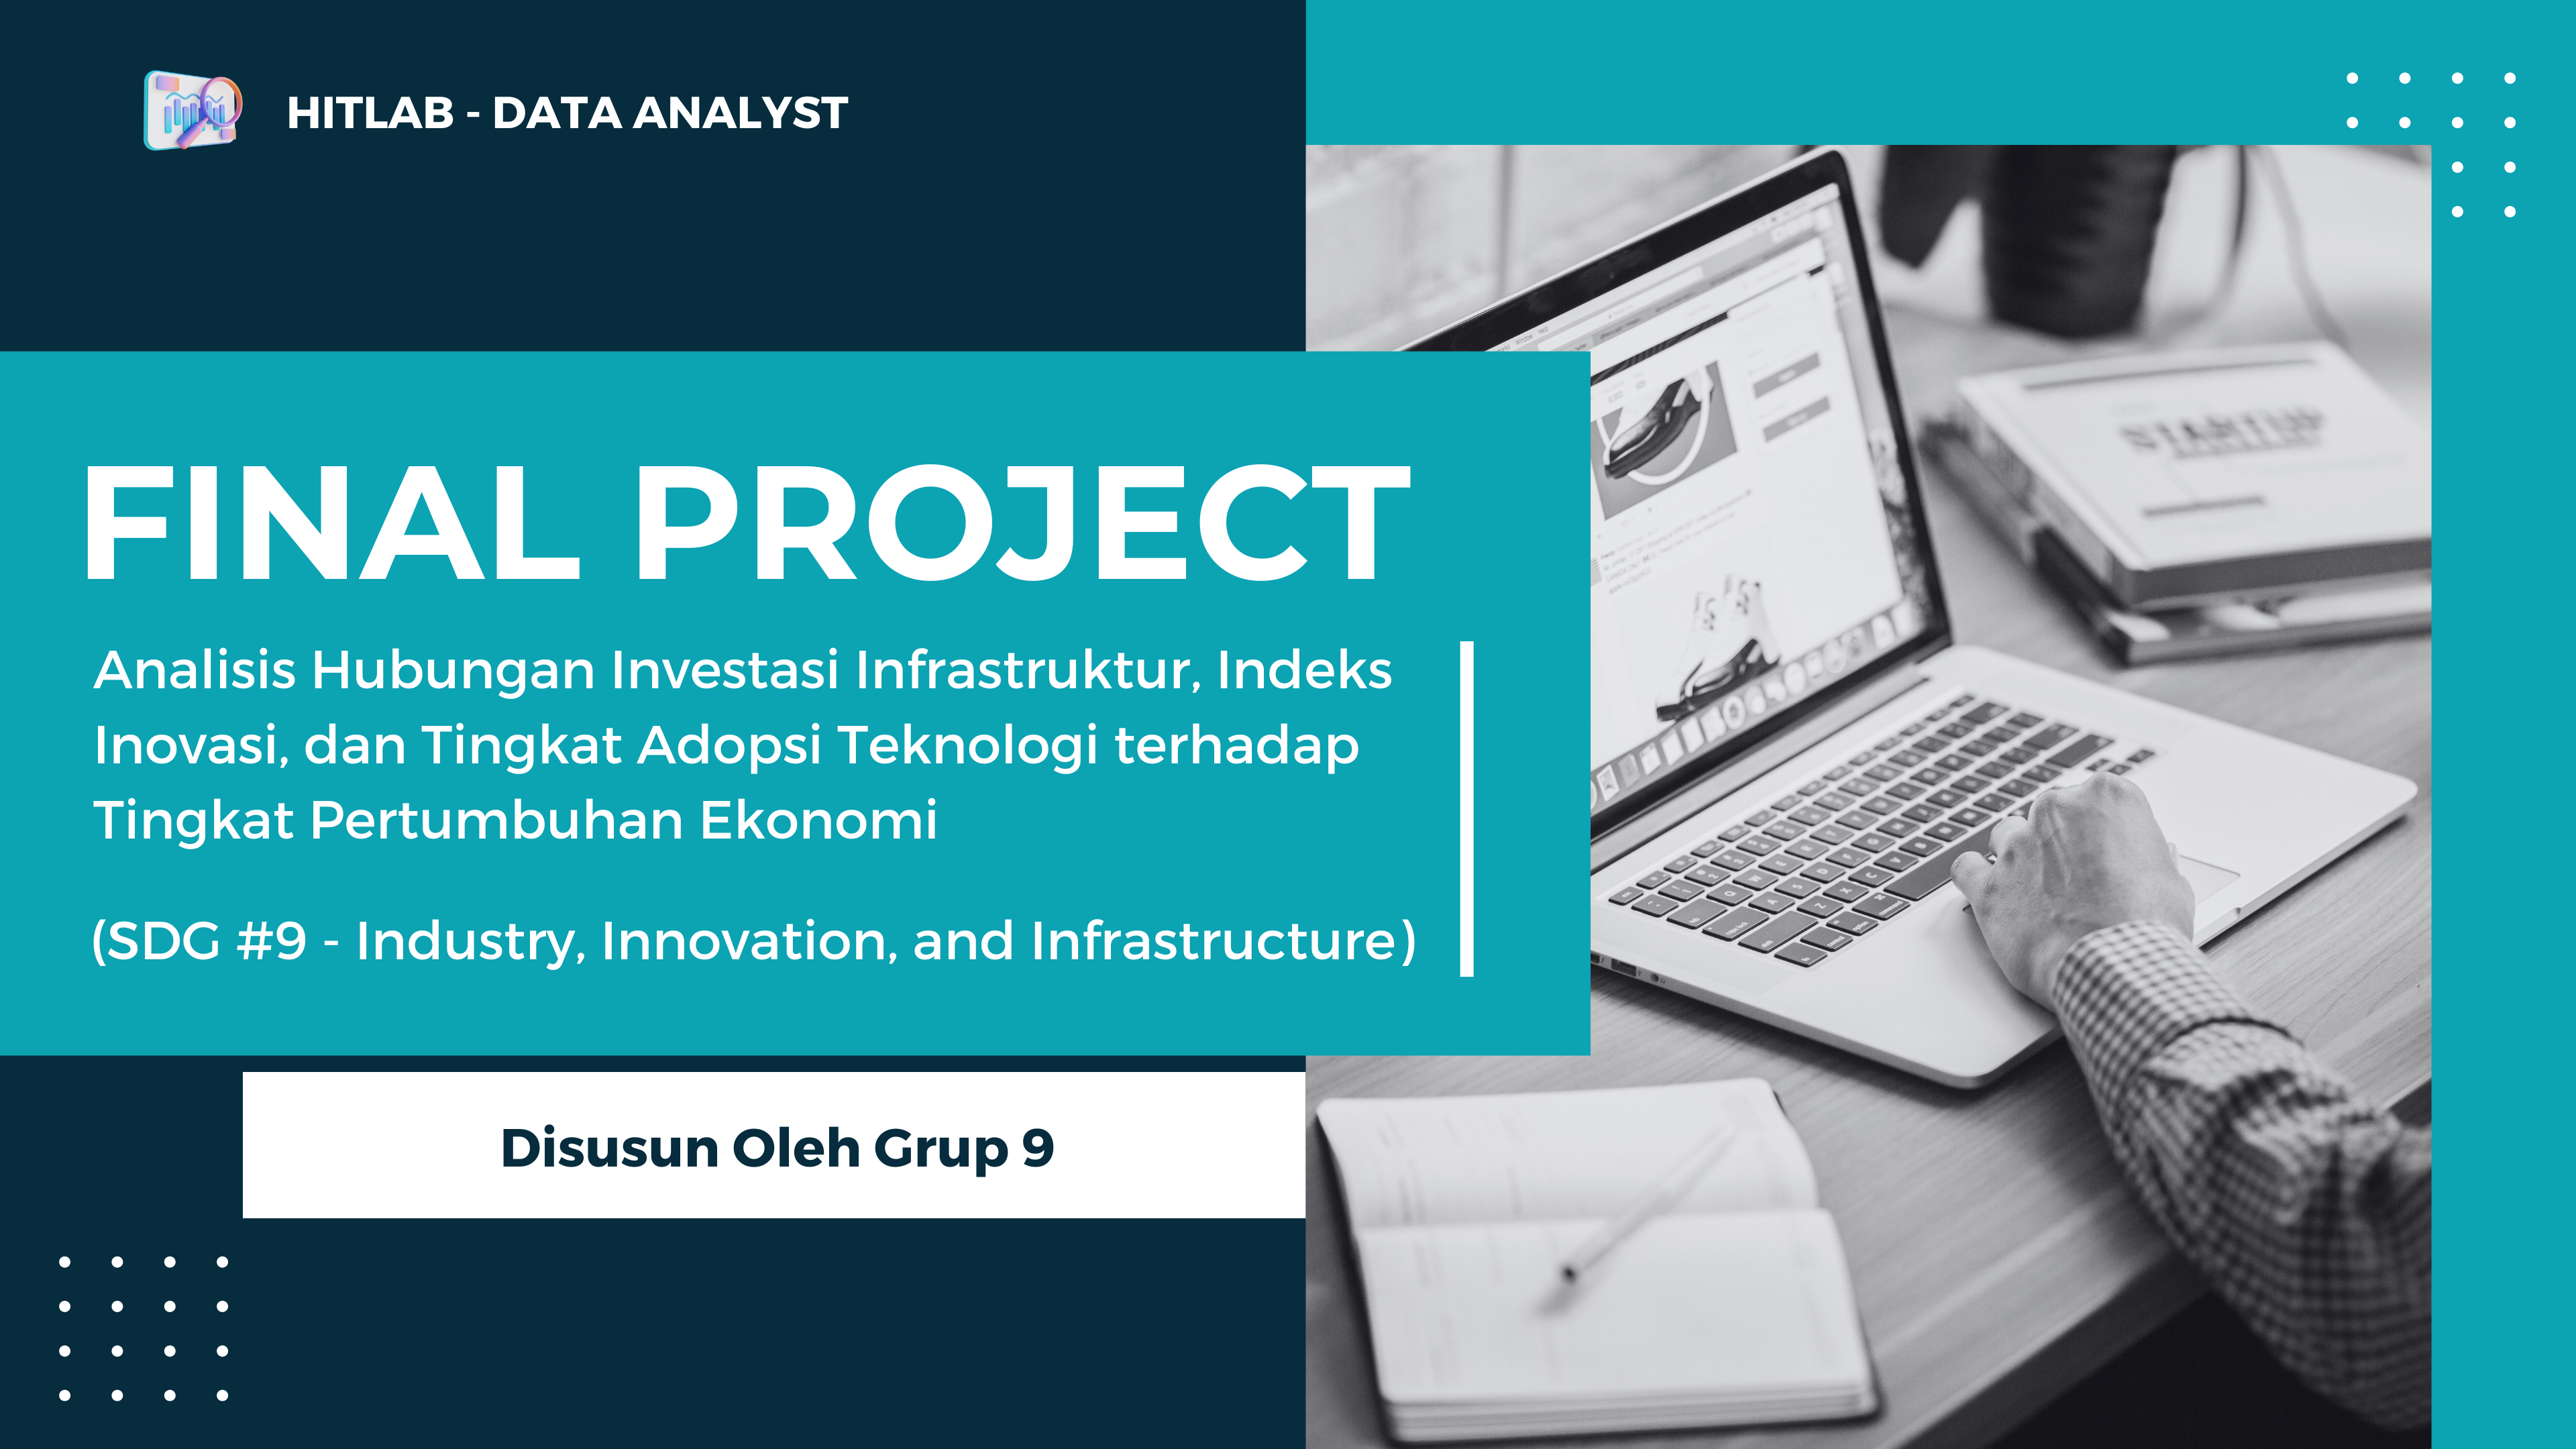 HITLAB - DATA ANALYST
FINAL PROJECT
Analisis Hubungan Investasi Infrastruktur, Indeks
Inovasi, dan Tingkat Adopsi Teknologi terhadap
Tingkat Pertumbuhan Ekonomi
(SDG #9 - Industry, Innovation, and Infrastructure)
Disusun Oleh Grup 9
STARTUP